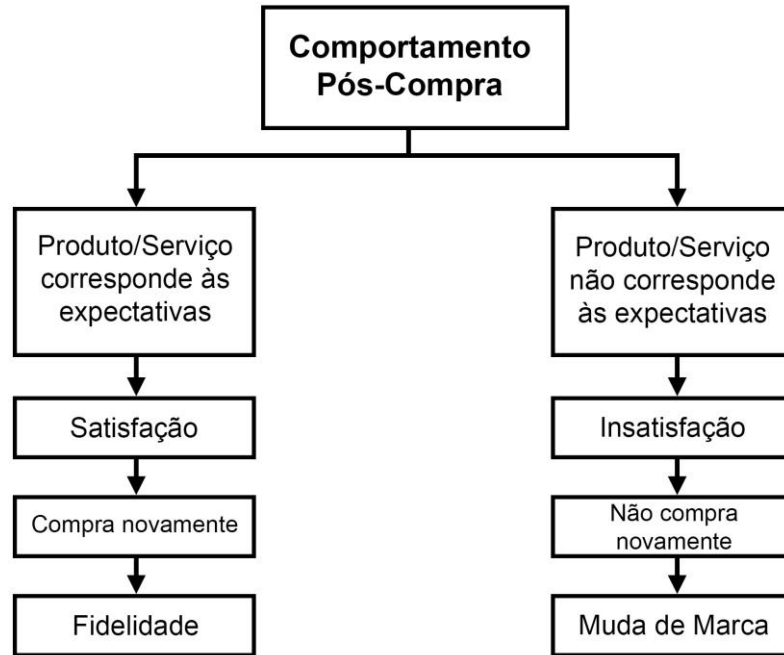 Comportamento
Pós-Compra
Produto/Serviço
corresponde às
expectativas
Satisfação
Compra novamente
Fidelidade
Produto/Serviço
não corresponde
às expectativas
Insatisfação
Não compra
novamente
Muda de Marca